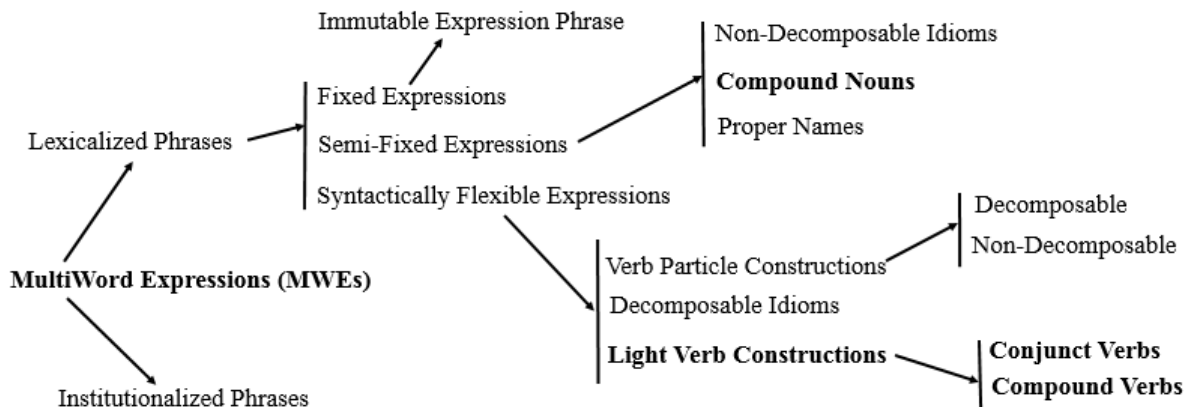 Immutable Expression Phrase
Non-Decomposable Idioms
Compound Nouns
Proper Names
Fixed Expressions
Lexicalized Phrases
Semi-Fixed Expressions
Syntactically Flexible Expressions
Decomposable
Non-Decomposable
Verb Particle Constructions
MultiWord Expressions (MWEs)
Decomposable Idioms
Light Verb Constructions
Conjunct Verbs
Compound Verbs
Institutionalized Phrases